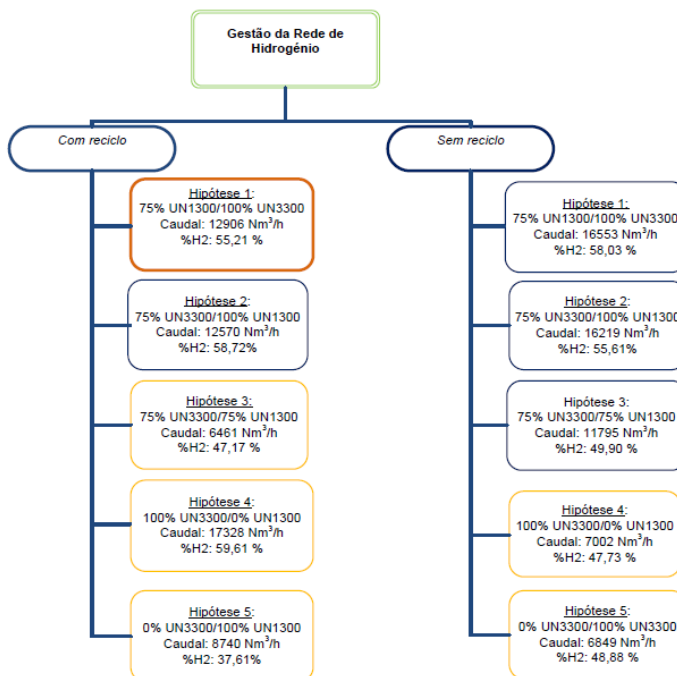 Gestão da Rede de
Hidrogénio
Com reciclo
Hipótese 1:
75% UN1300/100% UN3300
Caudal: 12906 Nm³/h
%H2: 55,21 %
Hipótese 2:
75% UN3300/100% UN1300
Caudal: 12570 Nm³/h
%H2: 58,72%
Hipótese 3:
75% UN3300/75% UN1300
Caudal: 6461 Nm³/h
%H2: 47,17 %
Hipótese 4:
100% UN3300/0% UN1300
Caudal: 17328 Nm³/h
%H2: 59,61 %
Hipótese 5:
0% UN3300/100% UN1300
Caudal: 8740 Nm³/h
%H2: 37,61%
Sem reciclo
Hipótese 1:
75% UN1300/100% UN3300
Caudal: 16553 Nm³/h
%H2: 58,03 %
Hipótese 2:
75% UN3300/100% UN1300
Caudal: 16219 Nm³/h
%H2: 55,61%
Hipótese 3:
75% UN3300/75% UN1300
Caudal: 11795 Nm³/h
%H2: 49,90 %
Hipótese 4:
100% UN3300/0% UN1300
Caudal: 7002 Nm³/h
%H2: 47,73 %
Hipótese 5:
0% UN3300/100% UN3300
Caudal: 6849 Nm³/h
%H2: 48,88 %